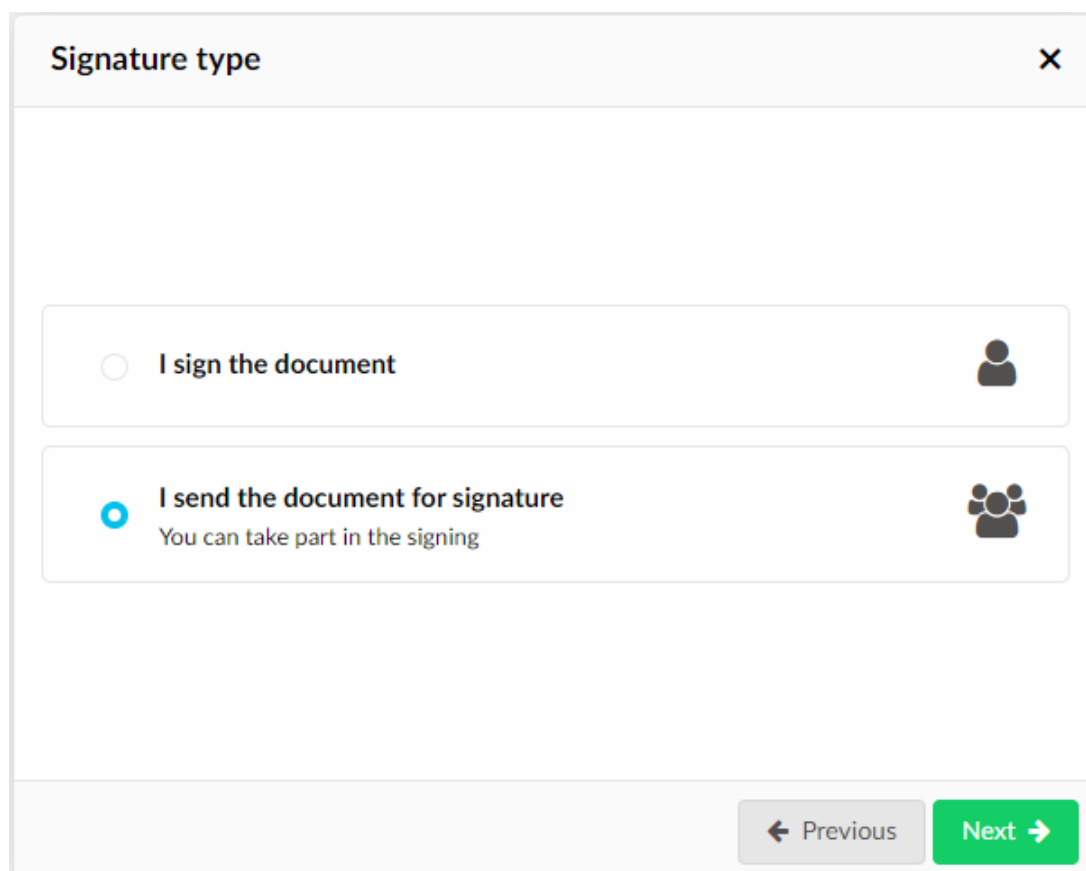 Signature type
I sign the document
I send the document for signature
You can take part in the signing
Previous
Next